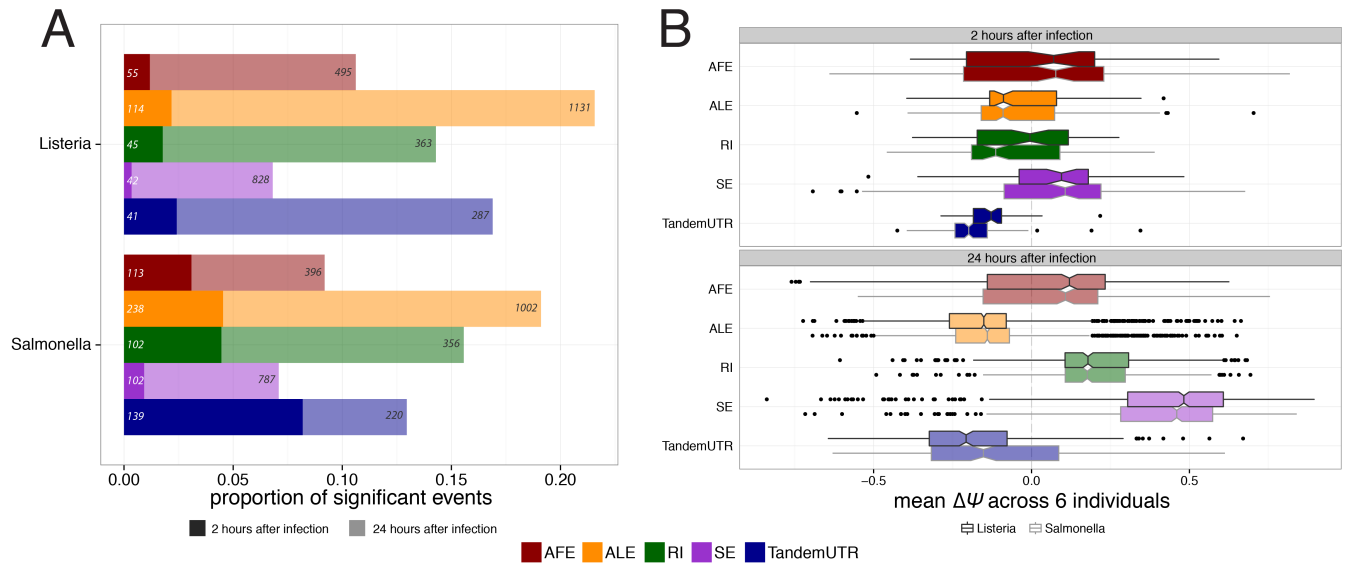 A
Listeria
Salmonella
55 495
114 1131
45 363
42 828
41 287
113 396
238 1002
102 356
102 787
139 220
0.00 0.05 0.10 0.15 0.20
proportion of significant events
2 hours after infection 24 hours after infection
B
2 hours after infection
AFE
ALE
RI
SE
TandemUTR
24 hours after infection
AFE
ALE
RI
SE
TandemUTR
−0.5 0.0 0.5
mean ΔΨ across 6 individuals
Listeria Salmonella
AFE ALE RI SE TandemUTR